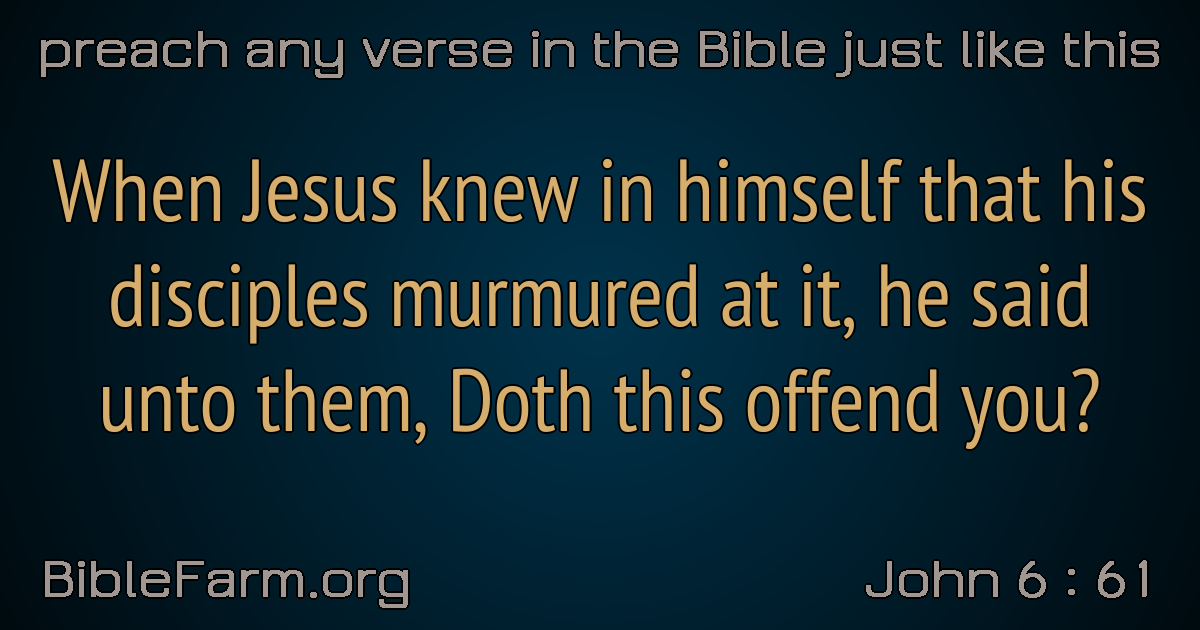 preach any verse in the Bible just like this
When Jesus knew in himself that his
disciples murmured at it, he said
unto them, Doth this offend you?
BibleFarm.org
John 6 : 61